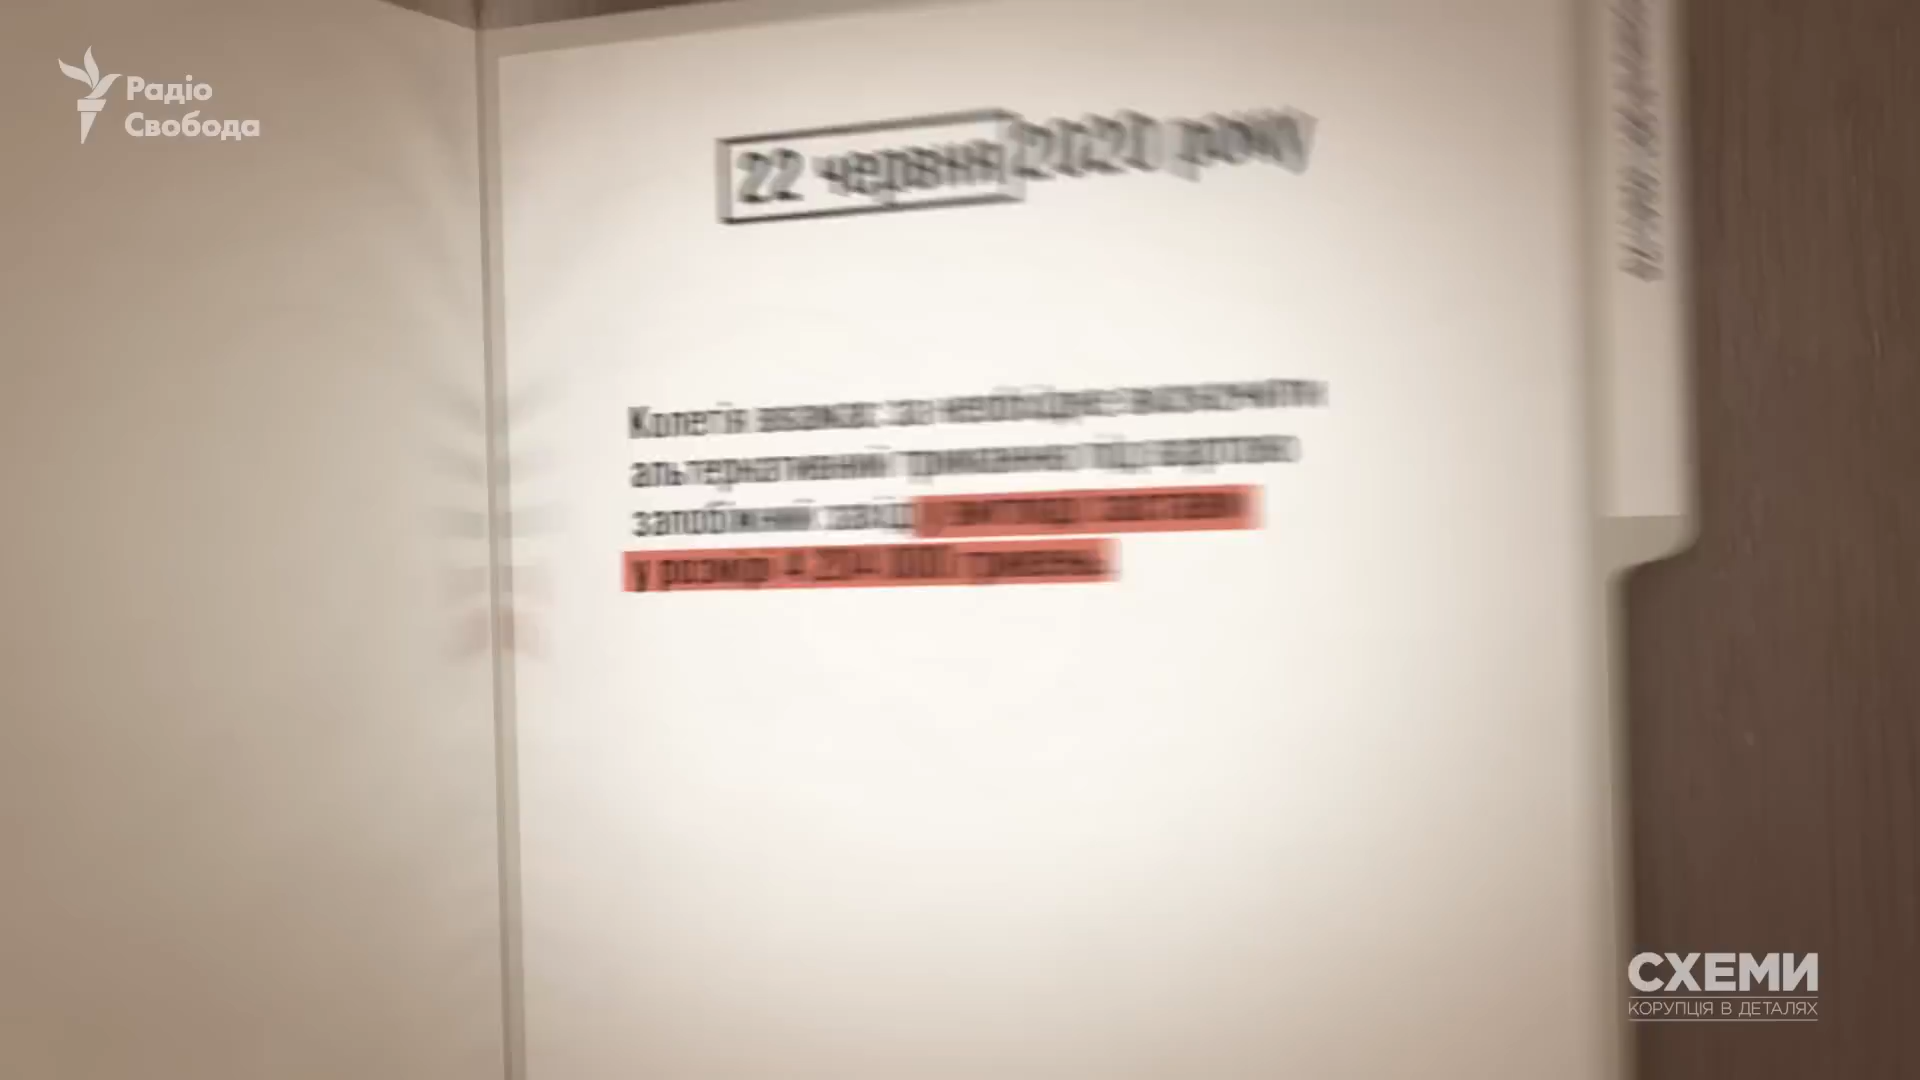 Радіо
Свобода
22 червня 2020 року
Колегія вважає за необхідне визначити
альтернативний триманню під вартою
запобіжний захід у вигляді застави
у розмірі 4 204 000 гривень.
СХЕМИ
КОРУПЦІЯ В ДЕТАЛЯХ